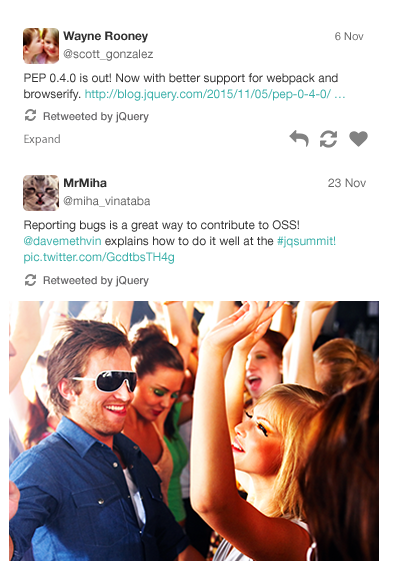 Wayne Rooney 6 Nov
@scott_gonzalez
PEP 0.4.0 is out! Now with better support for webpack and
browserify. http://blog.jquery.com/2015/11/05/pep-0-4-0/ …
Retweeted by jQuery
Expand
MrMiha 23 Nov
@miha_vinataba
Reporting bugs is a great way to contribute to OSS!
@davemethvin explains how to do it well at the #jqsummit!
pic.twitter.com/GcdtbsTH4g
Retweeted by jQuery